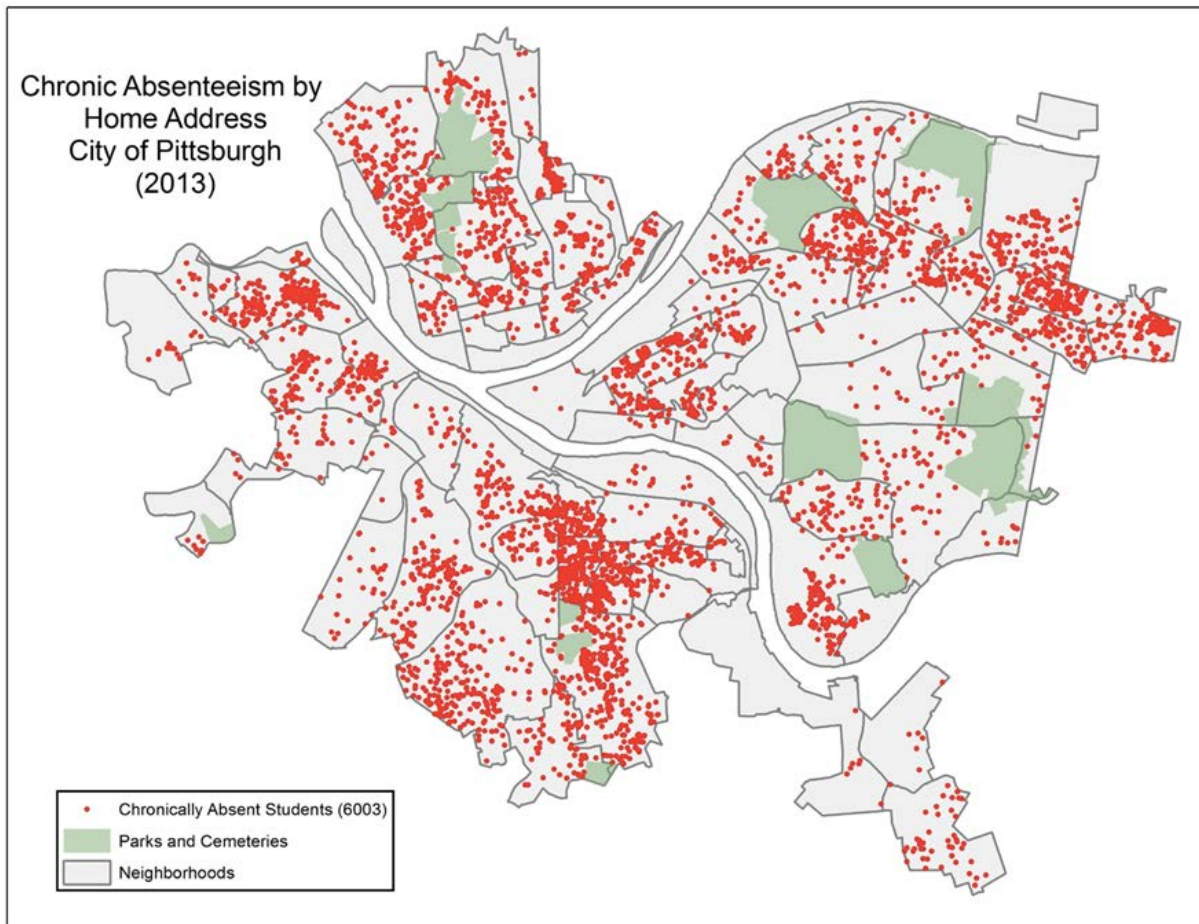 Chronic Absenteeism by
Home Address
City of Pittsburgh
(2013)
Chronically Absent Students (6003)
Parks and Cemeteries
Neighborhoods